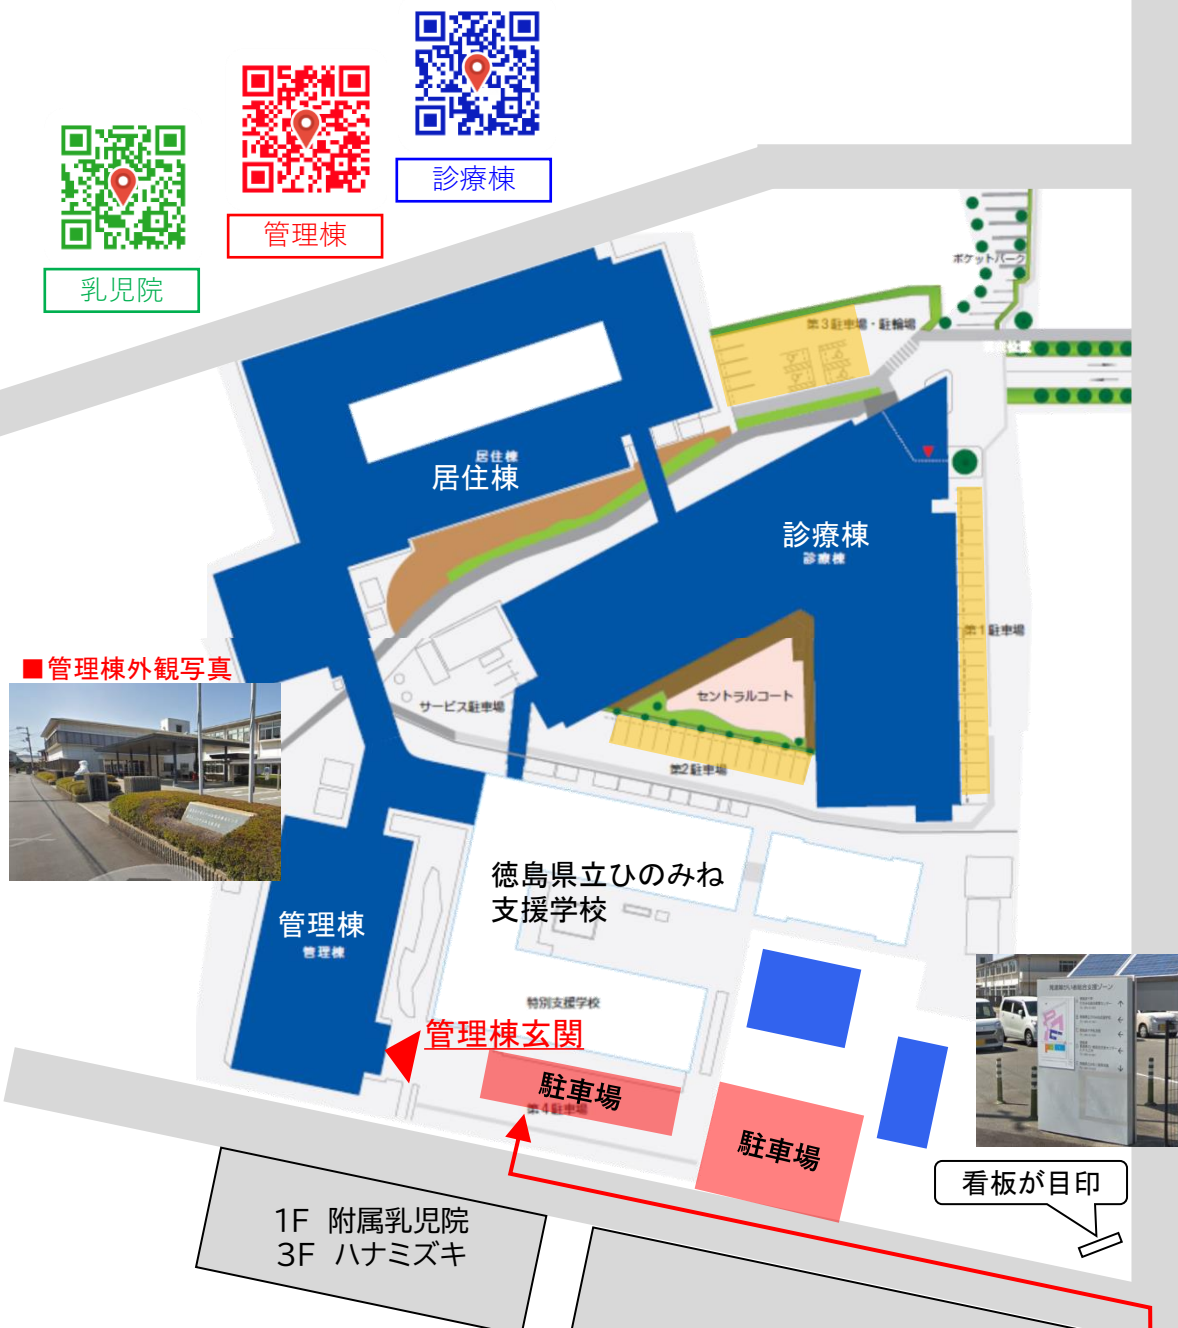 診療棟
管理棟
乳児院
ポケットパーク
第3駐車場・駐輪場
居住棟
居住棟
診療棟
診療棟
第1駐車場
■管理棟外観写真
セントラルコート
サービス駐車場
第2駐車場
徳島県立ひのみね
支援学校
管理棟
管理棟
特別支援学校
管理棟玄関
駐車場
第4駐車場
駐車場
看板が目印
1F 附属乳児院
3F ハナミズキ